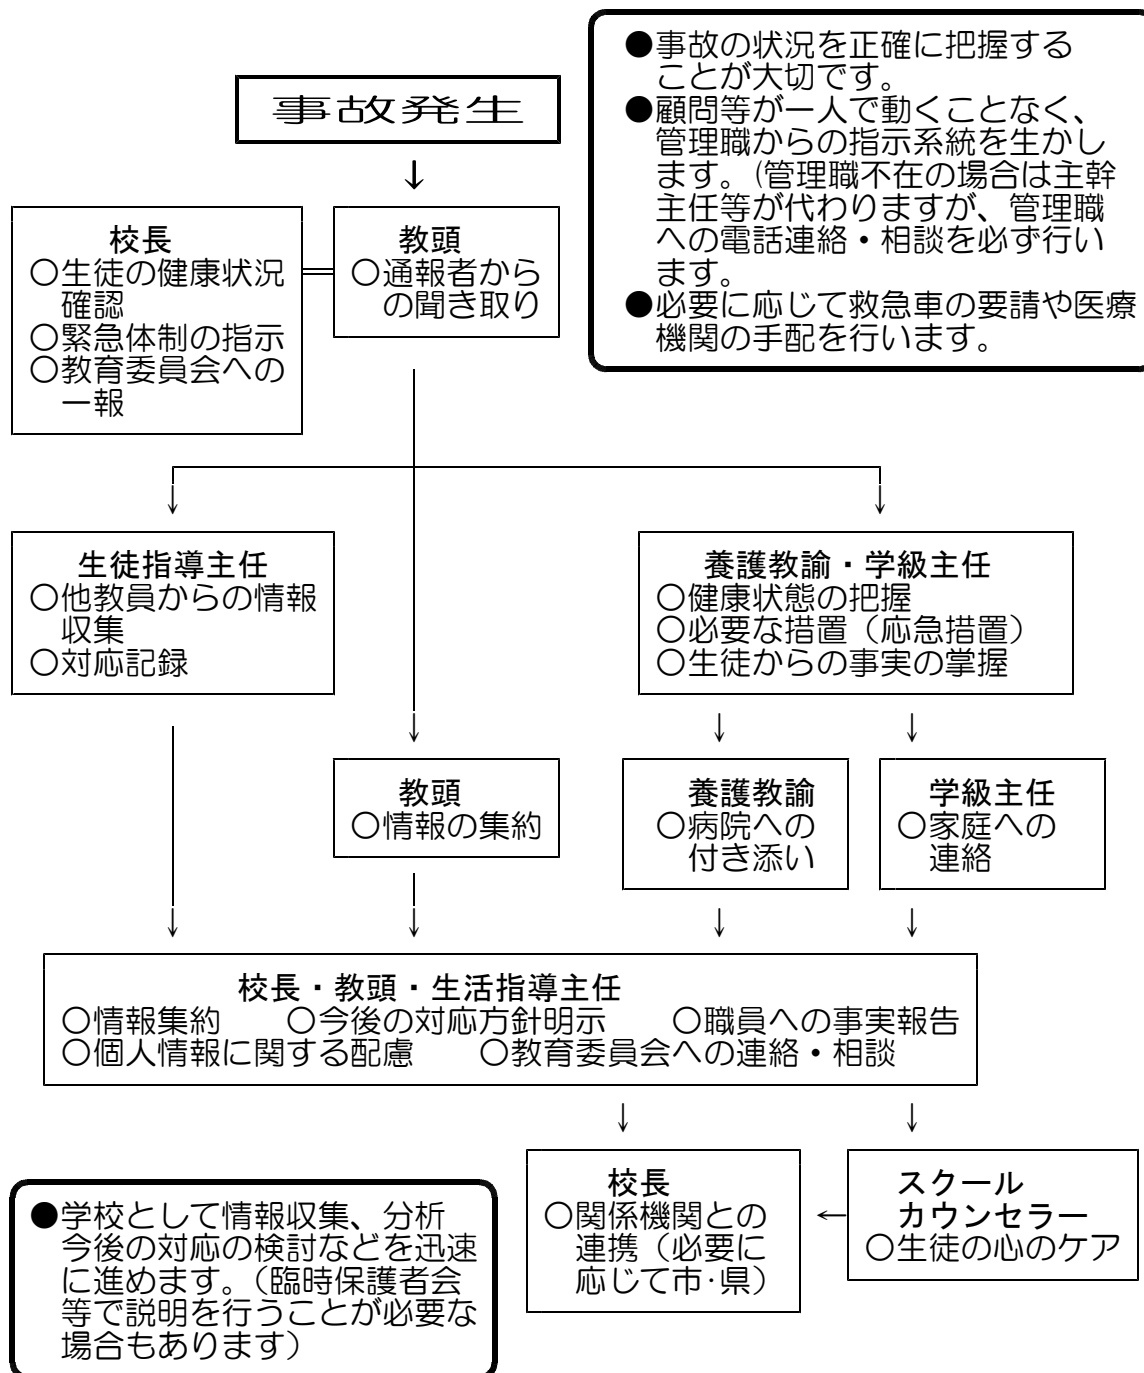 事故発生
●事故の状況を正確に把握する
ことが大切です。
●顧問等が一人で動くことなく、
管理職からの指示系統を生かし
ます。(管理職不在の場合は主幹
主任等が代わりますが、管理職
への電話連絡・相談を必ず行い
ます。
●必要に応じて救急車の要請や医療
機関の手配を行います。
↓
校長
○生徒の健康状況
確認
○緊急体制の指示
○教育委員会への
一報
教頭
○通報者から
の聞き取り
↓
↓
生徒指導主任
○他教員からの情報
収集
○対応記録
養護教諭・学級主任
○健康状態の把握
○必要な措置（応急措置）
○生徒からの事実の掌握
↓
↓
↓
教頭
○情報の集約
養護教諭
○病院への
付き添い
学級主任
○家庭への
連絡
↓
↓
↓
↓
校長・教頭・生活指導主任
○情報集約　○今後の対応方針明示　○職員への事実報告
○個人情報に関する配慮　○教育委員会への連絡・相談
↓
↓
校長
○関係機関との
連携（必要に
応じて市・県）
←
スクール
カウンセラー
○生徒の心のケア
●学校として情報収集、分析
今後の対応の検討などを迅速
に進めます。（臨時保護者会
等で説明を行うことが必要な
場合もあります）